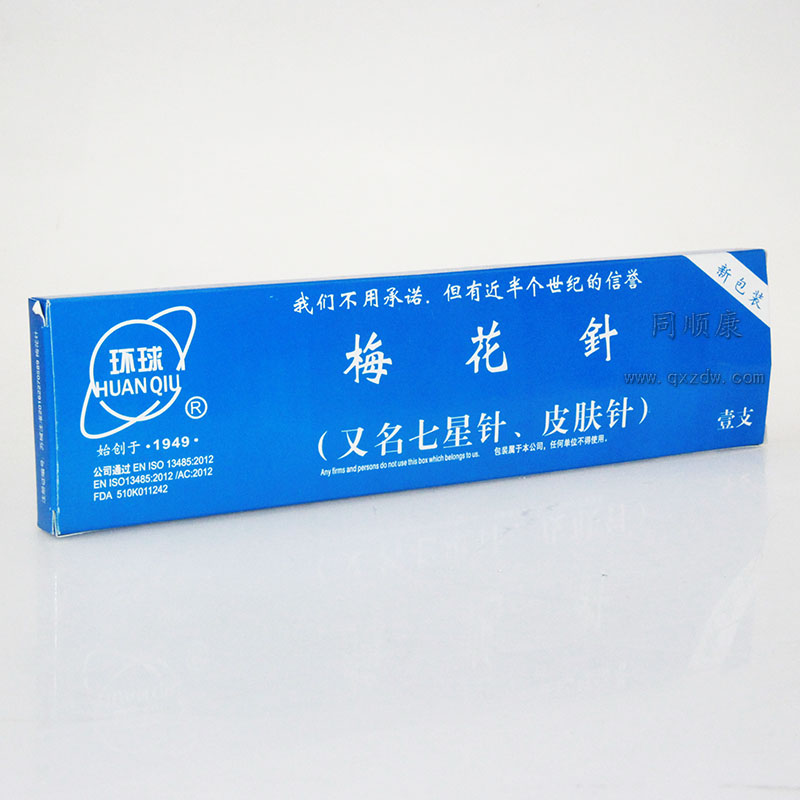 我们不用承诺.但有近半个世纪的信誉
新包装
环球
HUAN QIU
®
梅花針
同顺康
www.qxzdw.com
始创于·1949·
(又名七星针、皮肤针)
壹支
Any firms and persons do not use this box which belongs to us. 包装属于本公司,任何单位不得使用。
公司通过 EN ISO 13485:2012
EN ISO13485:2012 /AC:2012
FDA 510K011242